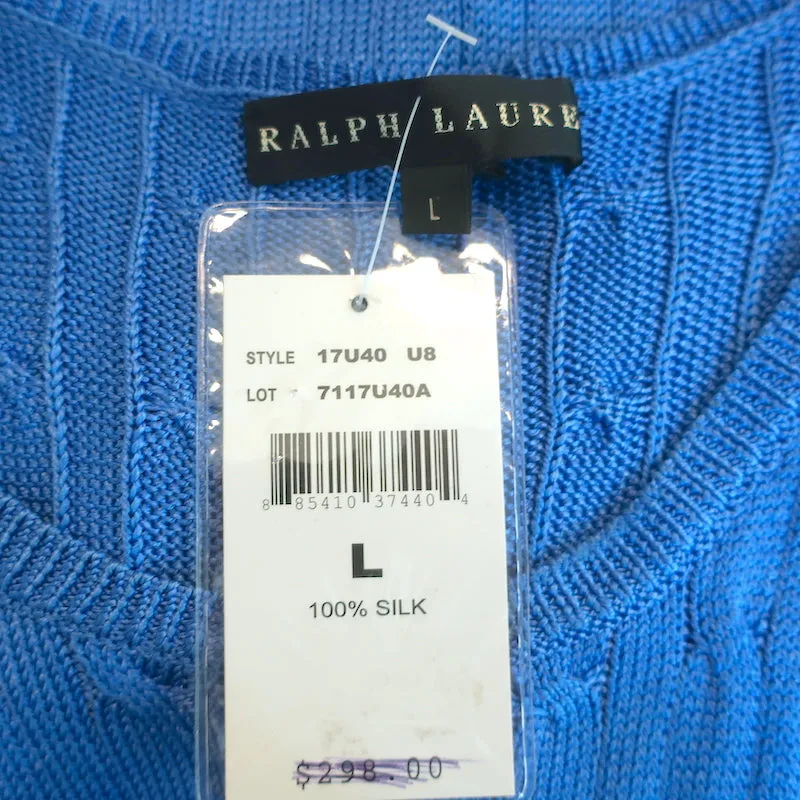 RALPH LAURE
L
STYLE 17U40 U8
LOT 7117U40A
8 85410 37440 4
L
100% SILK
$298.00